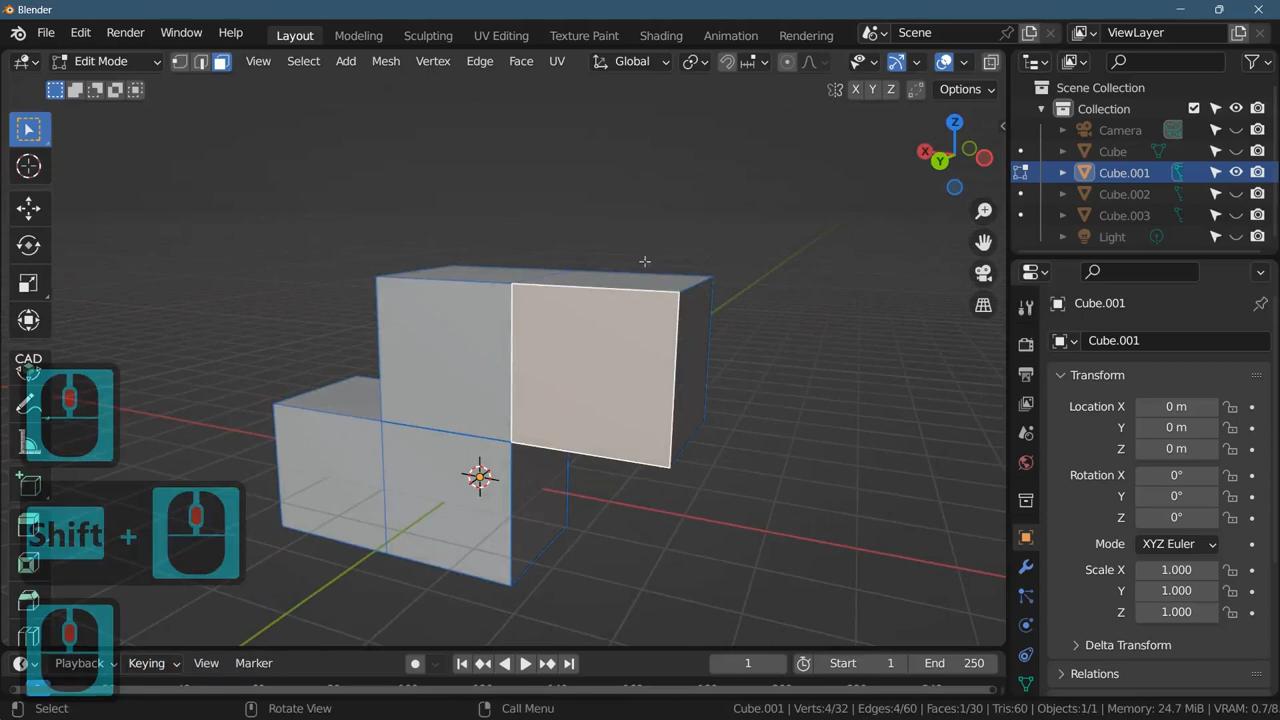 Blender
File Edit Render Window Help
Layout Modeling Sculpting UV Editing Texture Paint Shading Animation Rendering
Scene
ViewLayer
Edit Mode View Select Add Mesh Vertex Edge Face UV
Global
X Y Z
Options
Z
X
Y
CAD
Shift +
Scene Collection
Collection
Camera
Cube
Cube.001
Cube.002
Cube.003
Light
Cube.001
Cube.001
Transform
Location X 0 m
Y 0 m
Z 0 m
Rotation X 0°
Y 0°
Z 0°
Mode XYZ Euler
Scale X 1.000
Y 1.000
Z 1.000
Delta Transform
Relations
Playback Keying View Marker
1
Start 1
End 250
Select
Rotate View
Call Menu
Cube.001 | Verts:4/32 | Edges:4/60 | Faces:1/30 | Tris:60 | Objects:1/1 | Memory: 24.7 MiB | VRAM: 0.7/8.